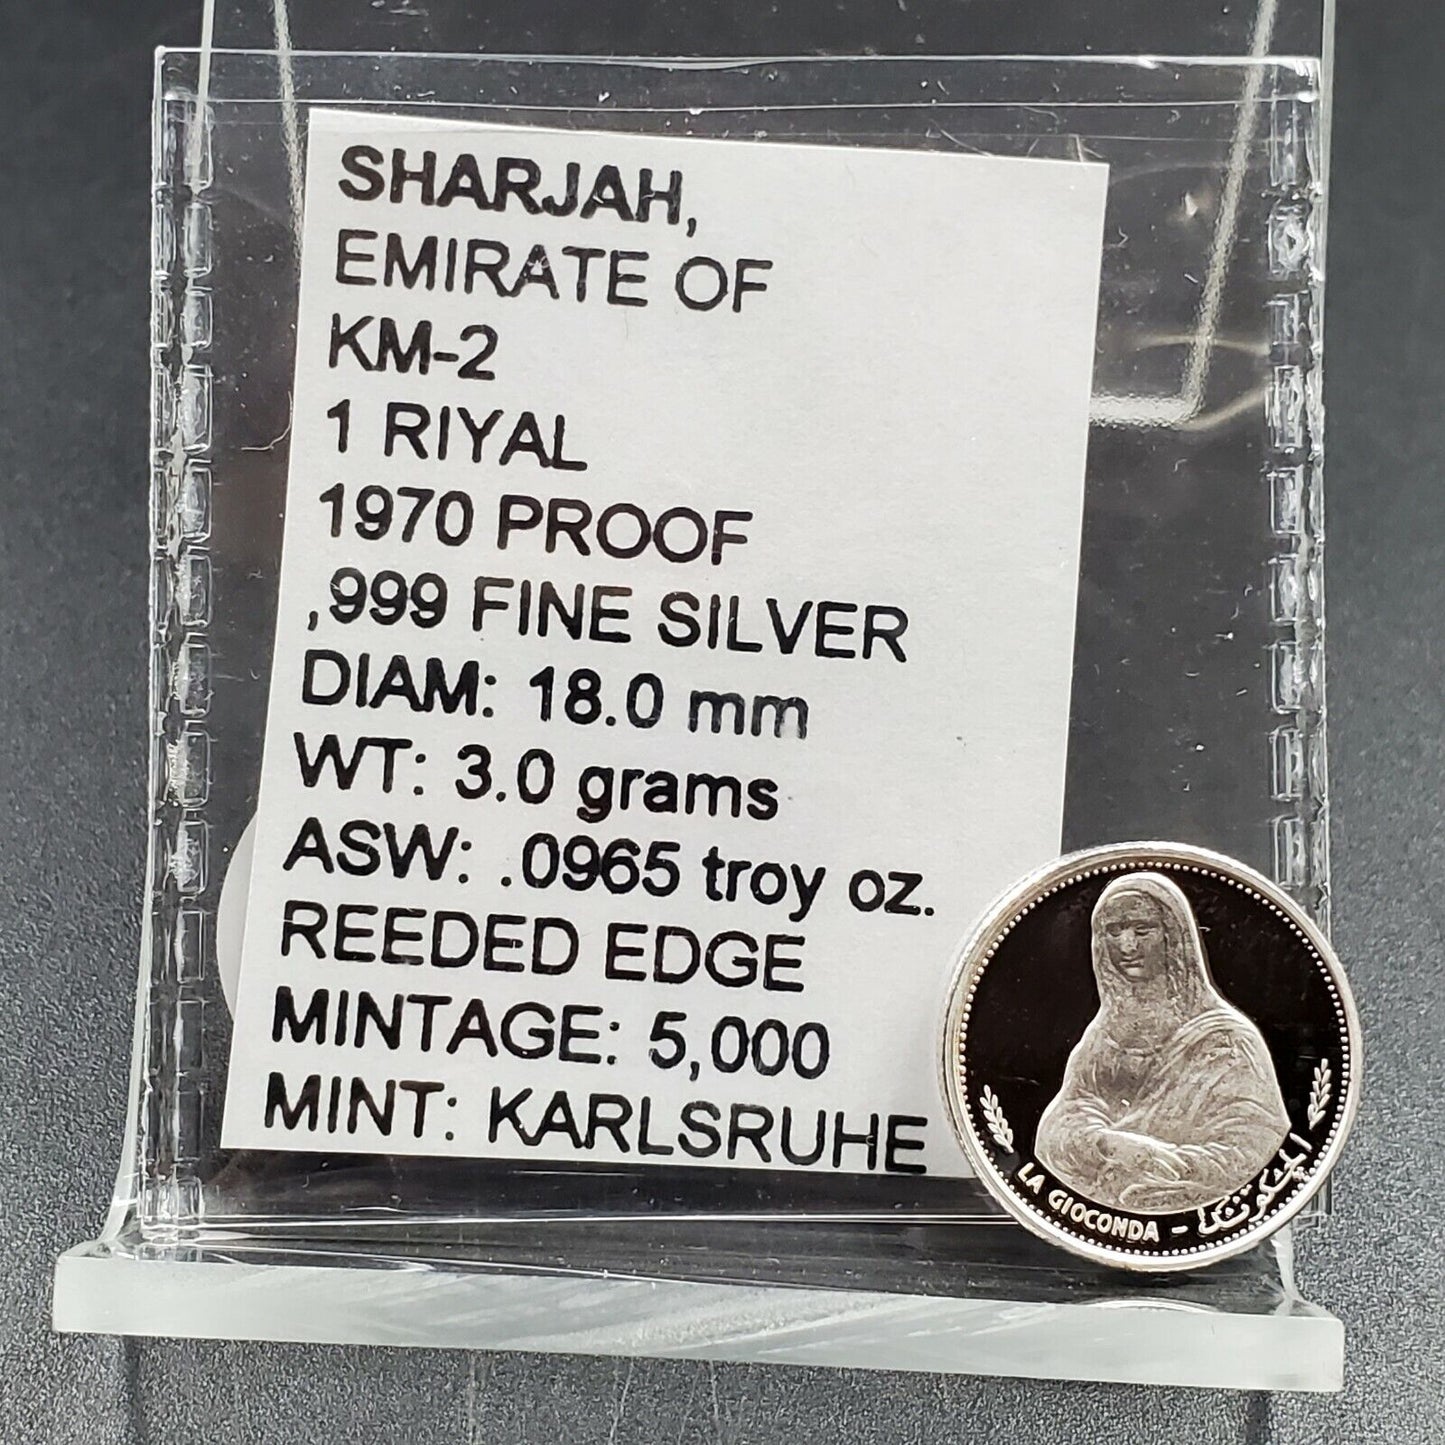 SHARJAH,
EMIRATE OF
KM-2
1 RIYAL
1970 PROOF
,999 FINE SILVER
DIAM: 18.0 mm
WT: 3.0 grams
ASW: .0965 troy oz.
REEDED EDGE
MINTAGE: 5,000
MINT: KARLSRUHE
LA GIOCONDA - الجيكوندا